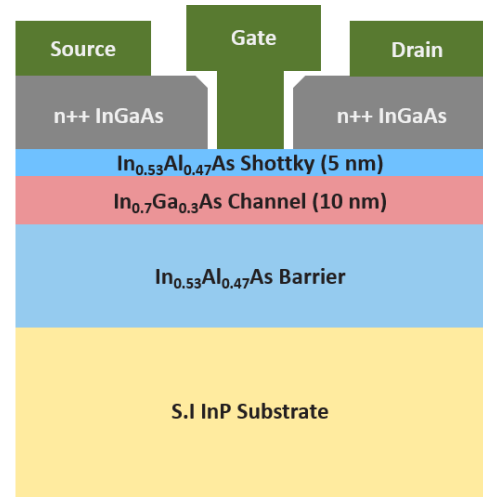 Gate
Source
Drain
n++ InGaAs
n++ InGaAs
In₀.₅₃Al₀.₄₇As Shottky (5 nm)
In₀.₇Ga₀.₃As Channel (10 nm)
In₀.₅₃Al₀.₄₇As Barrier
S.I InP Substrate